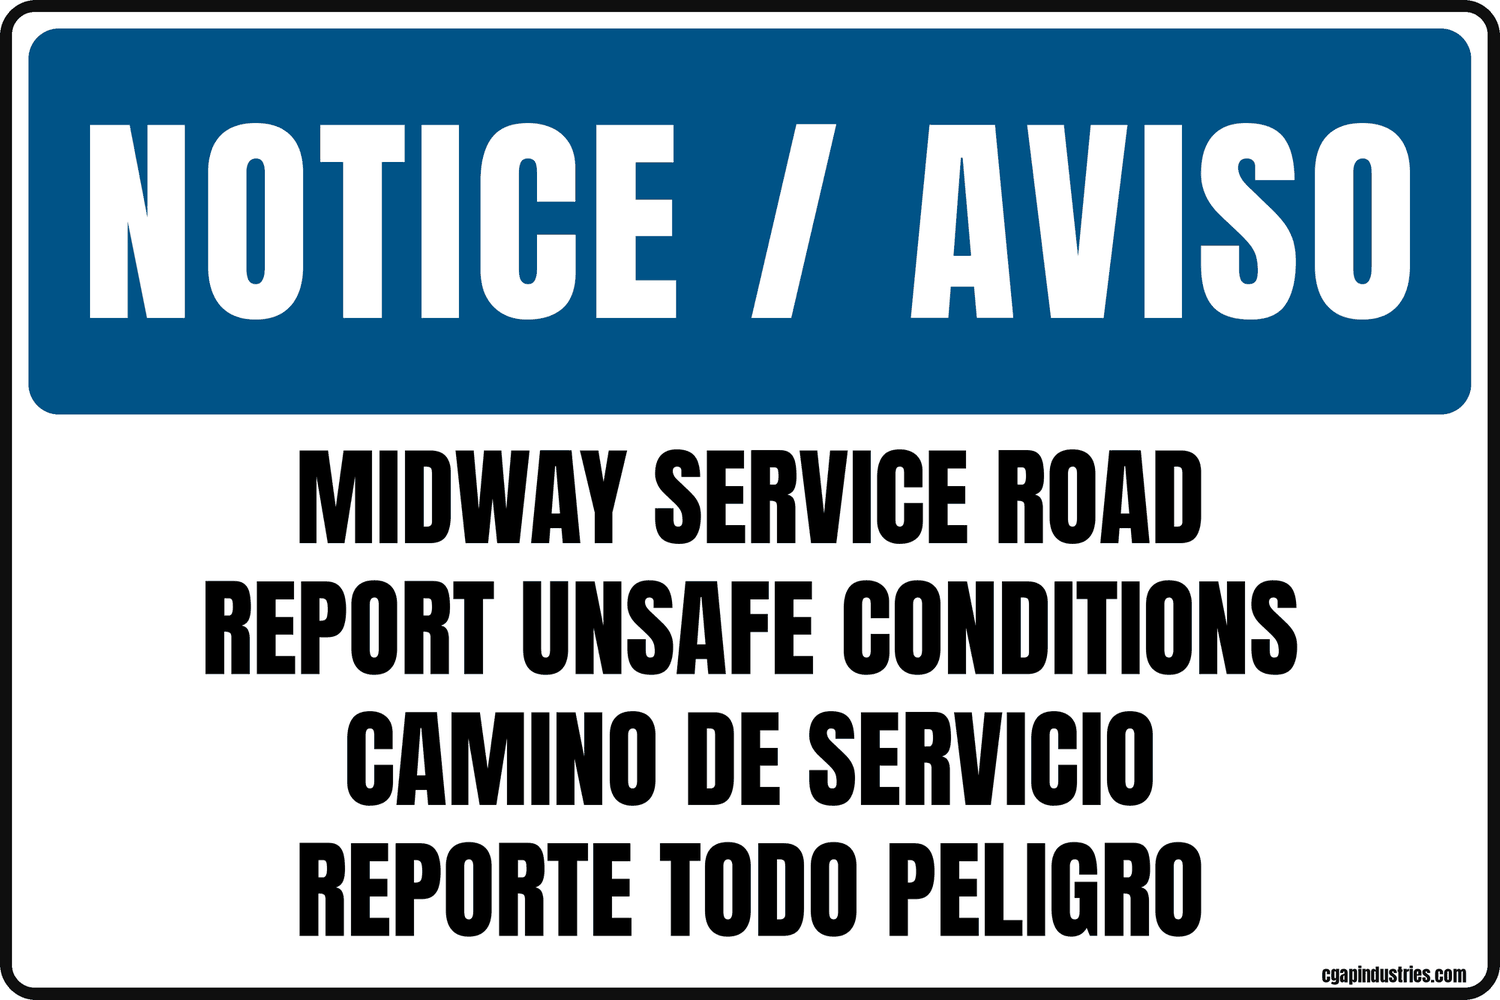 NOTICE / AVISO
MIDWAY SERVICE ROAD
REPORT UNSAFE CONDITIONS
CAMINO DE SERVICIO
REPORTE TODO PELIGRO
cgapindustries.com